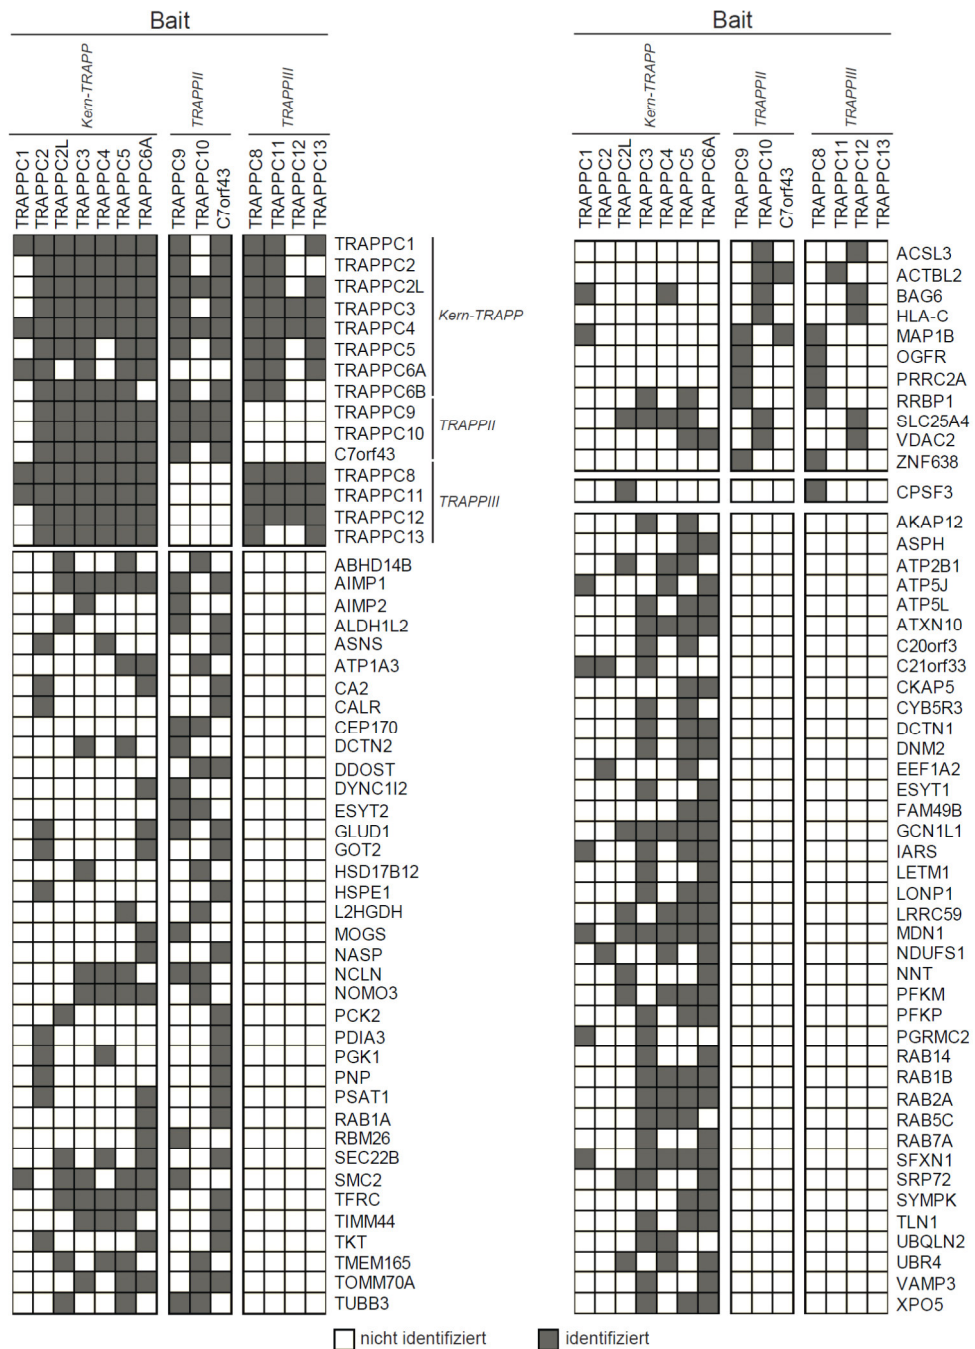 Bait
Kern-TRAPP
TRAPPII
TRAPPIII
TRAPPC1
TRAPPC2
TRAPPC2L
TRAPPC3
TRAPPC4
TRAPPC5
TRAPPC6A
TRAPPC9
TRAPPC10
C7orf43
TRAPPC8
TRAPPC11
TRAPPC12
TRAPPC13
TRAPPC1
TRAPPC2
TRAPPC2L
TRAPPC3
TRAPPC4
TRAPPC5
TRAPPC6A
TRAPPC6B
Kern-TRAPP
TRAPPC9
TRAPPC10
C7orf43
TRAPPII
TRAPPC8
TRAPPC11
TRAPPC12
TRAPPC13
TRAPPIII
ABHD14B
AIMP1
AIMP2
ALDH1L2
ASNS
ATP1A3
CA2
CALR
CEP170
DCTN2
DDOST
DYNC1I2
ESYT2
GLUD1
GOT2
HSD17B12
HSPE1
L2HGDH
MOGS
NASP
NCLN
NOMO3
PCK2
PDIA3
PGK1
PNP
PSAT1
RAB1A
RBM26
SEC22B
SMC2
TFRC
TIMM44
TKT
TMEM165
TOMM70A
TUBB3
Bait
Kern-TRAPP
TRAPPII
TRAPPIII
TRAPPC1
TRAPPC2
TRAPPC2L
TRAPPC3
TRAPPC4
TRAPPC5
TRAPPC6A
TRAPPC9
TRAPPC10
C7orf43
TRAPPC8
TRAPPC11
TRAPPC12
TRAPPC13
ACSL3
ACTBL2
BAG6
HLA-C
MAP1B
OGFR
PRRC2A
RRBP1
SLC25A4
VDAC2
ZNF638
CPSF3
AKAP12
ASPH
ATP2B1
ATP5J
ATP5L
ATXN10
C20orf3
C21orf33
CKAP5
CYB5R3
DCTN1
DNM2
EEF1A2
ESYT1
FAM49B
GCN1L1
IARS
LETM1
LONP1
LRRC59
MDN1
NDUFS1
NNT
PFKM
PFKP
PGRMC2
RAB14
RAB1B
RAB2A
RAB5C
RAB7A
SFXN1
SRP72
SYMPK
TLN1
UBQLN2
UBR4
VAMP3
XPO5
nicht identifiziert
identifiziert